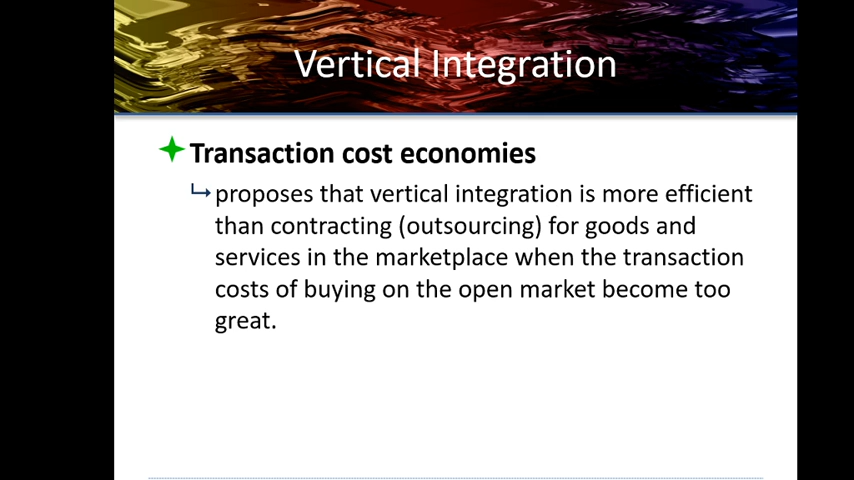 Vertical Integration
Transaction cost economies
proposes that vertical integration is more efficient
than contracting (outsourcing) for goods and
services in the marketplace when the transaction
costs of buying on the open market become too
great.